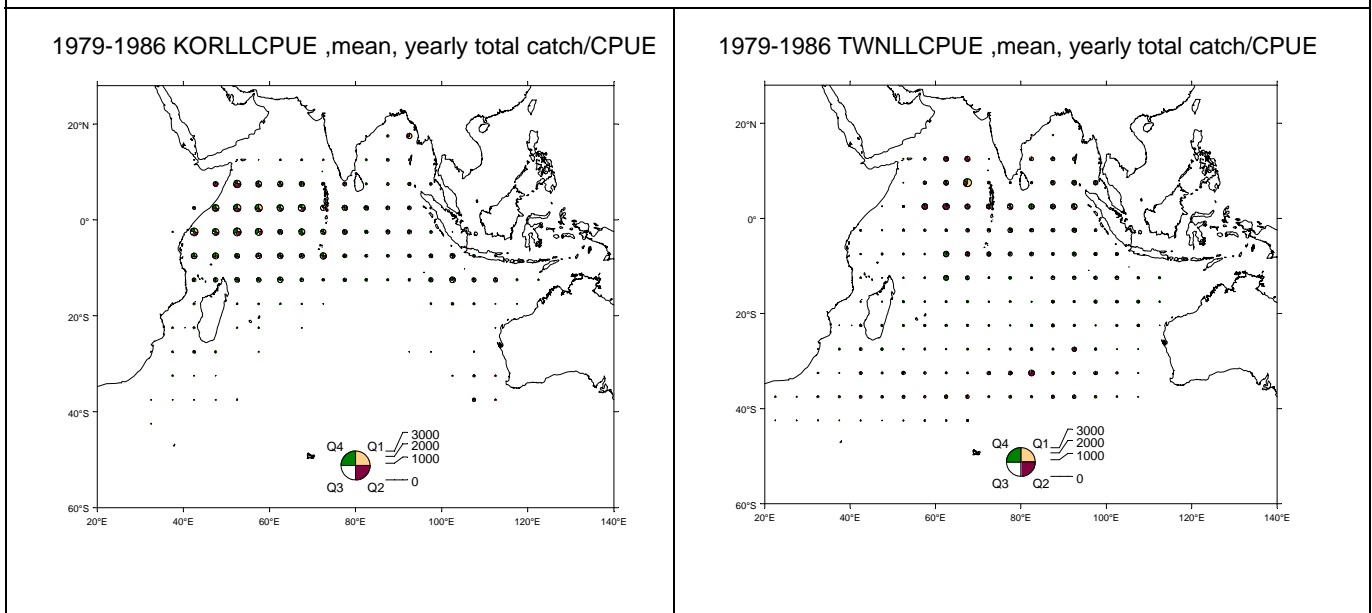 1979-1986 KORLLCPUE ,mean, yearly total catch/CPUE
20°N
0°
20°S
40°S
60°S
20°E 40°E 60°E 80°E 100°E 120°E 140°E
Q4 Q1
Q3 Q2
3000
2000
1000
0
1979-1986 TWNLLCPUE ,mean, yearly total catch/CPUE
20°N
0°
20°S
40°S
60°S
20°E 40°E 60°E 80°E 100°E 120°E 140°E
Q4 Q1
Q3 Q2
3000
2000
1000
0